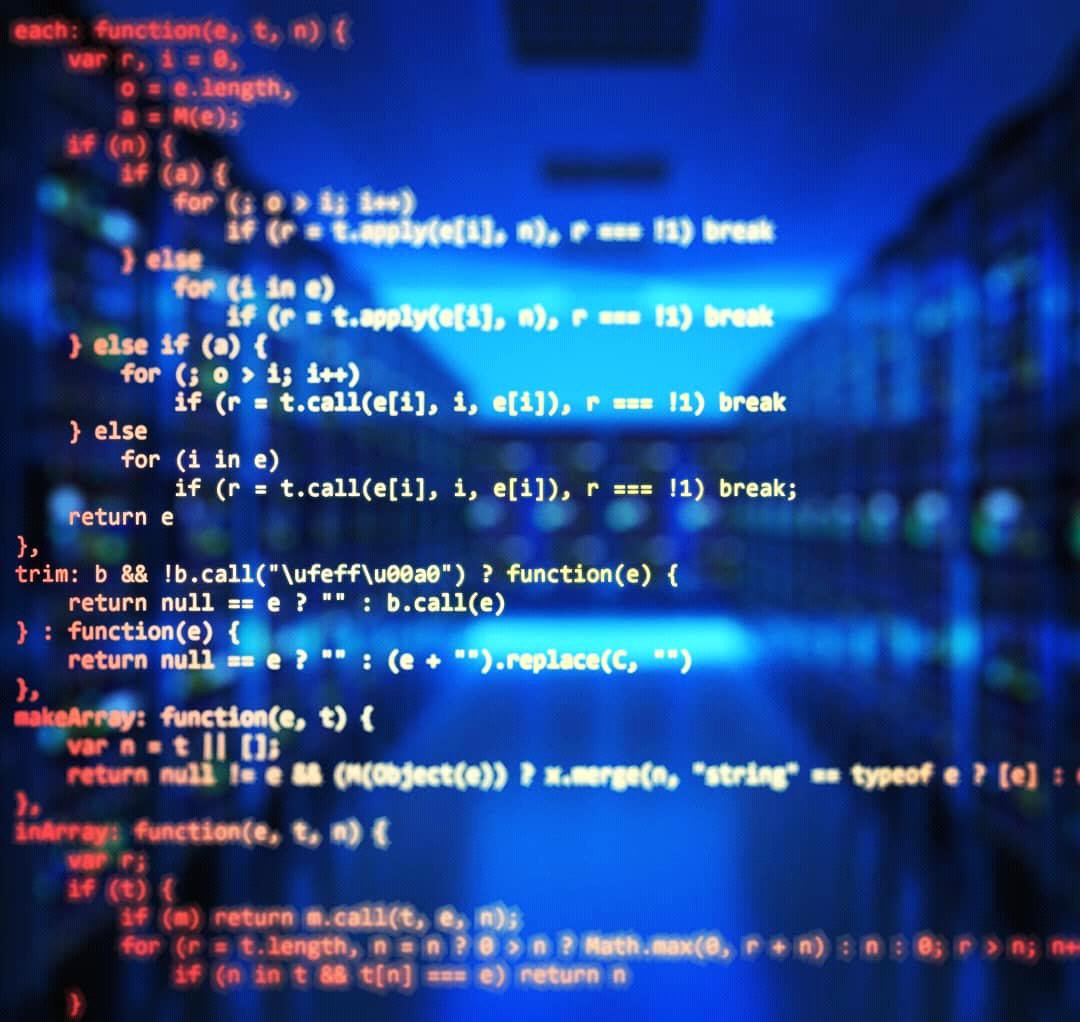 each: function(e, t, n) {
var r, i = 0,
o = e.length,
a = M(e);
if (n) {
if (a) {
for (; o > i; i++)
if (r = t.apply(e[i], n), r === !1) break
} else
for (i in e)
if (r = t.apply(e[i], n), r === !1) break
} else if (a) {
for (; o > i; i++)
if (r = t.call(e[i], i, e[i]), r === !1) break
} else
for (i in e)
if (r = t.call(e[i], i, e[i]), r === !1) break;
return e
},
trim: b && !b.call("\ufeff\u00a0") ? function(e) {
return null == e ? "" : b.call(e)
} : function(e) {
return null == e ? "" : (e + "").replace(C, "")
},
makeArray: function(e, t) {
var n = t || [];
return null != e && (M(Object(e)) ? x.merge(n, "string" == typeof e ? [e] :
},
inArray: function(e, t, n) {
var r;
if (t) {
if (m) return m.call(t, e, n);
for (r = t.length, n = n ? 0 > n ? Math.max(0, r + n) : n : 0; r > n; n+
if (n in t && t[n] === e) return n
}